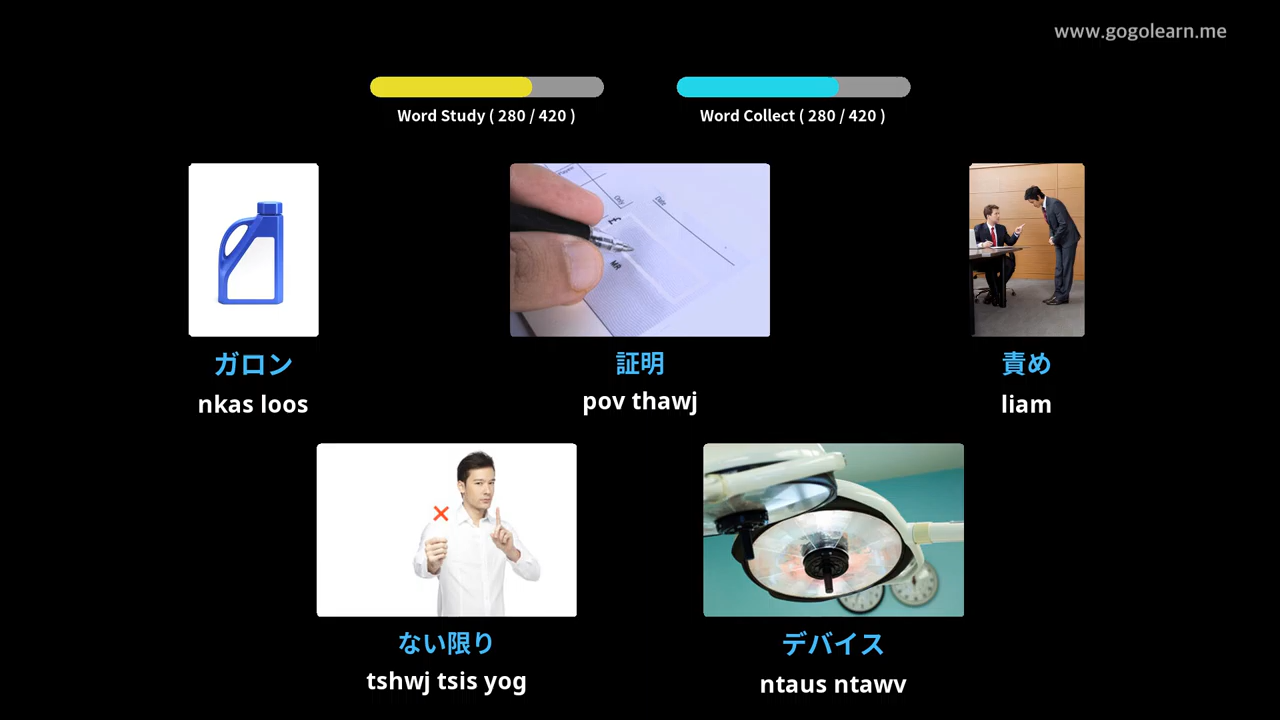 www.gogolearn.me
Word Study ( 280 / 420 )
Word Collect ( 280 / 420 )
ガロン
nkas loos
証明
pov thawj
責め
liam
ない限り
tshwj tsis yog
デバイス
ntaus ntawv